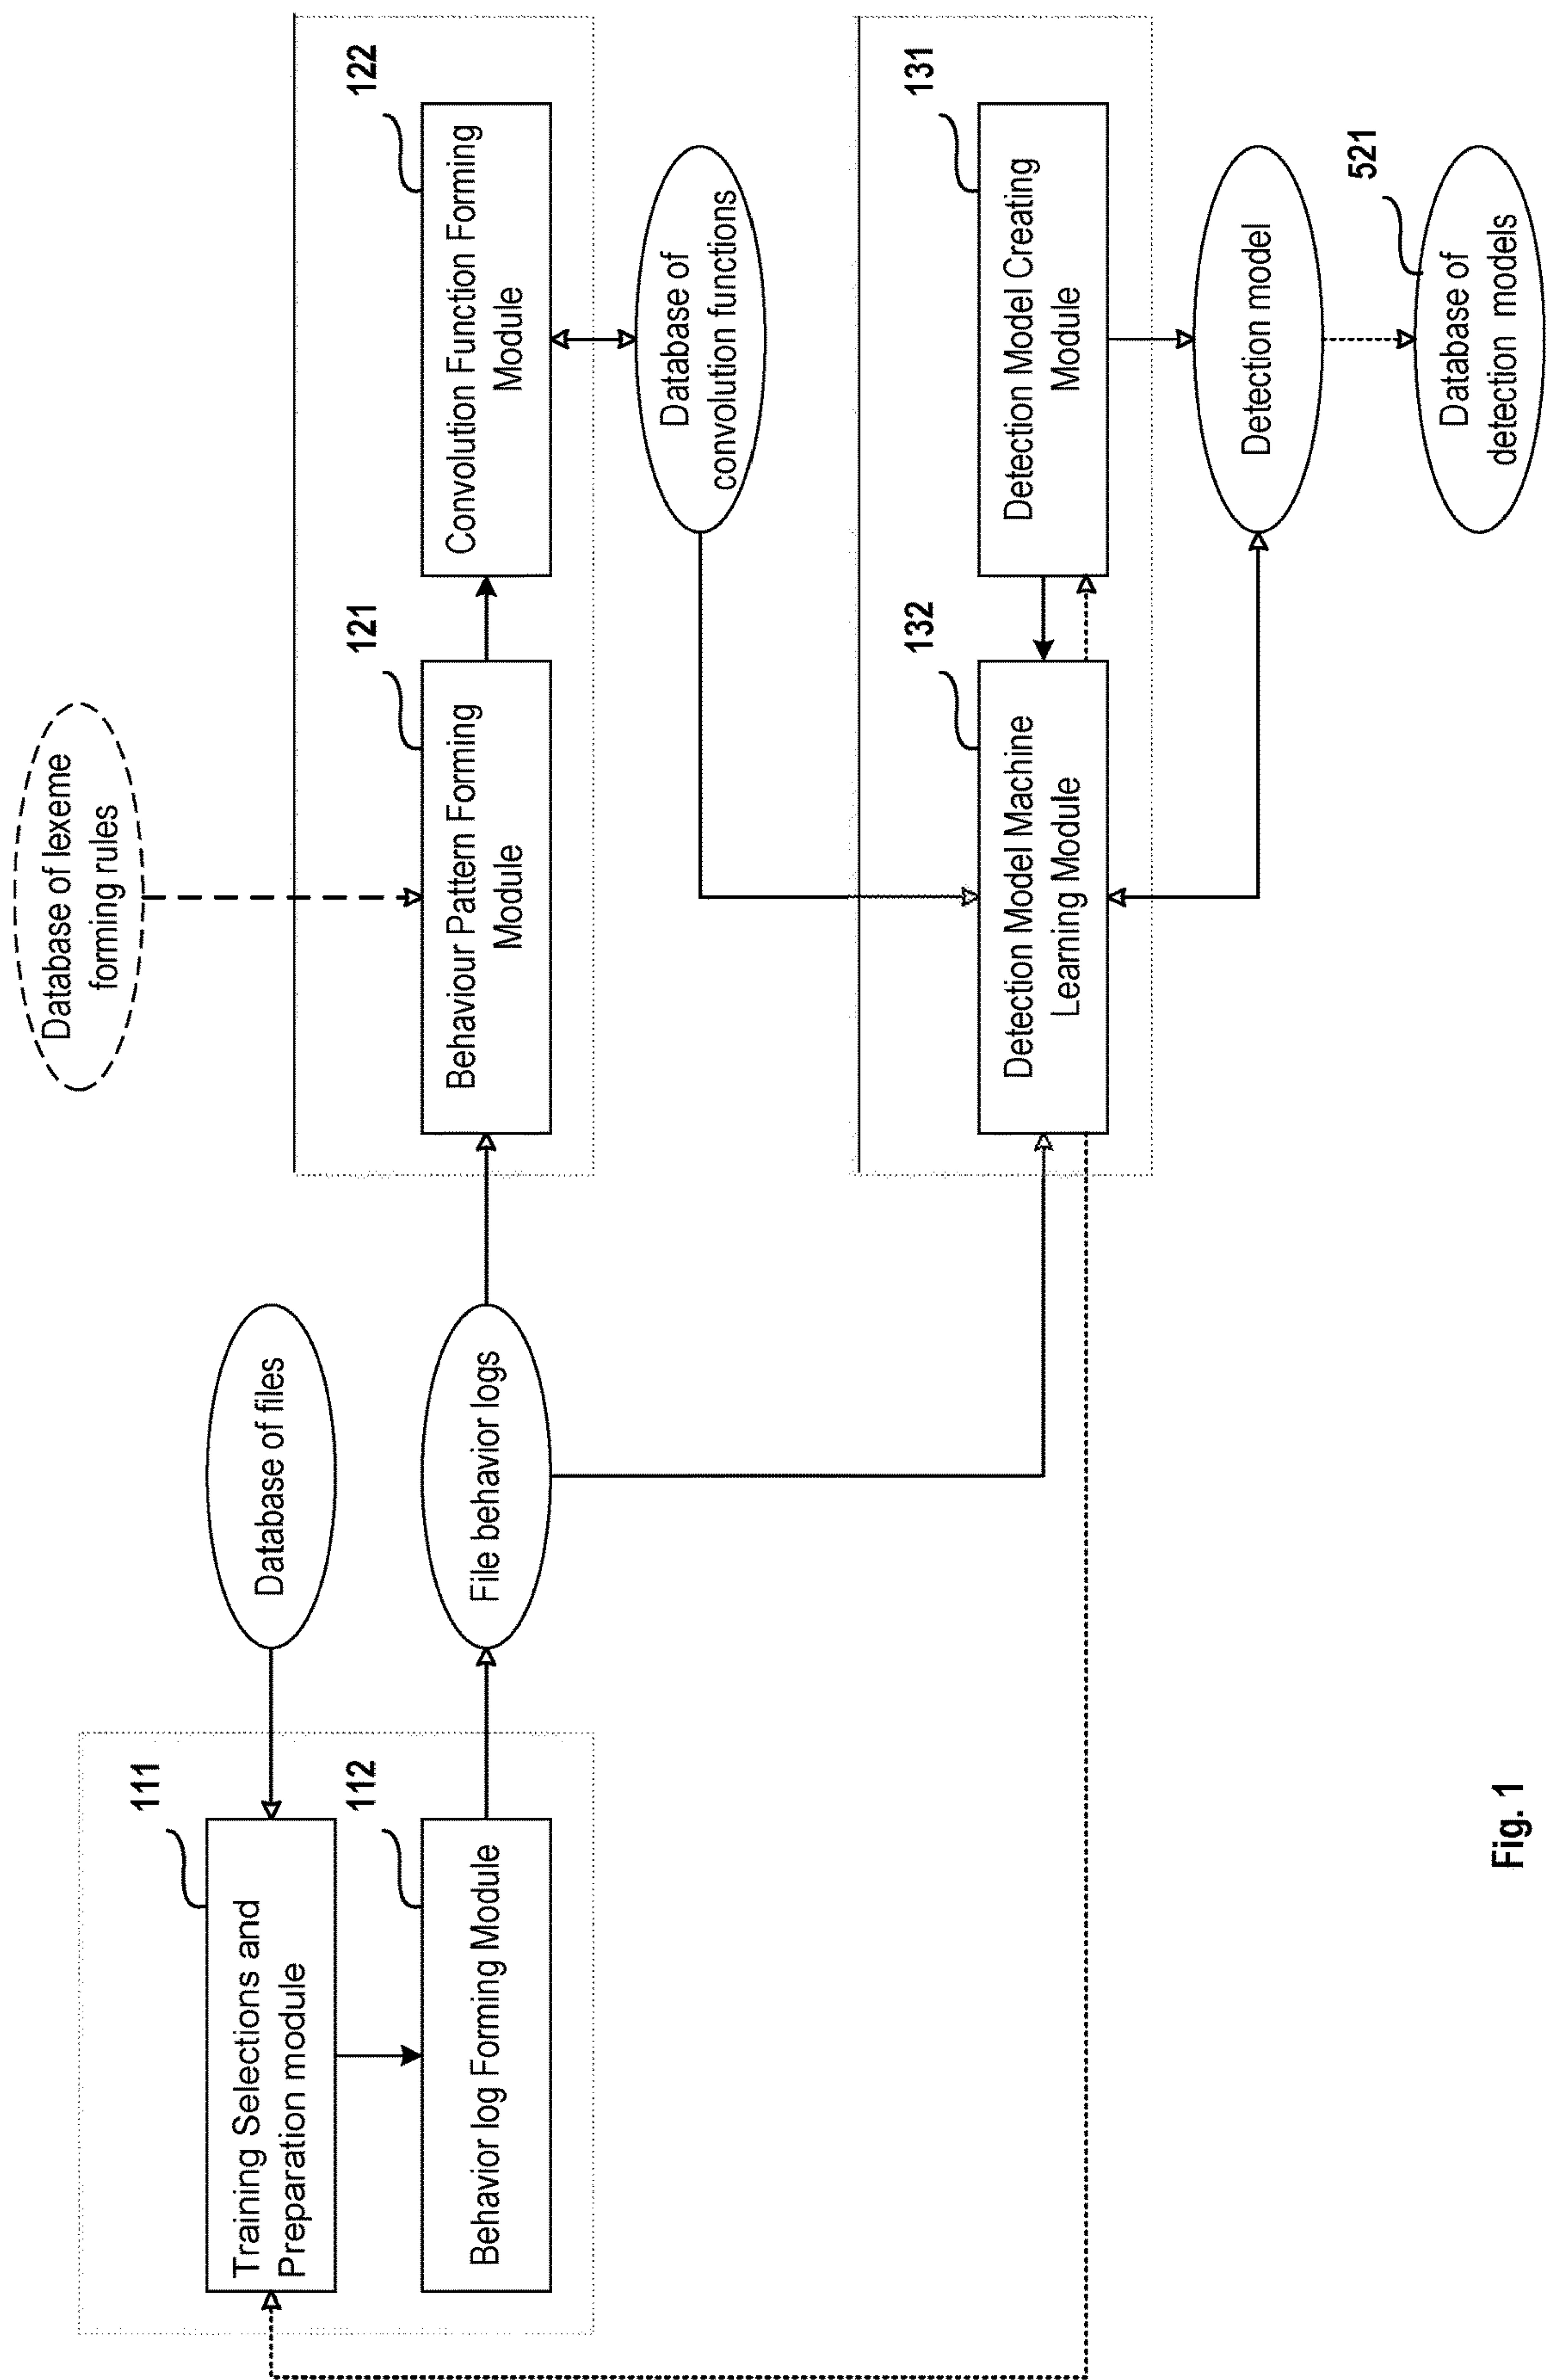 Database of lexeme
forming rules
111
Training Selections and
Preparation module
Database of files
121
Behaviour Pattern Forming
Module
122
Convolution Function Forming
Module
112
Behavior log Forming Module
File behavior logs
Database of
convolution functions
132
Detection Model Machine
Learning Module
131
Detection Model Creating
Module
Detection model
521
Database of
detection models
Fig. 1